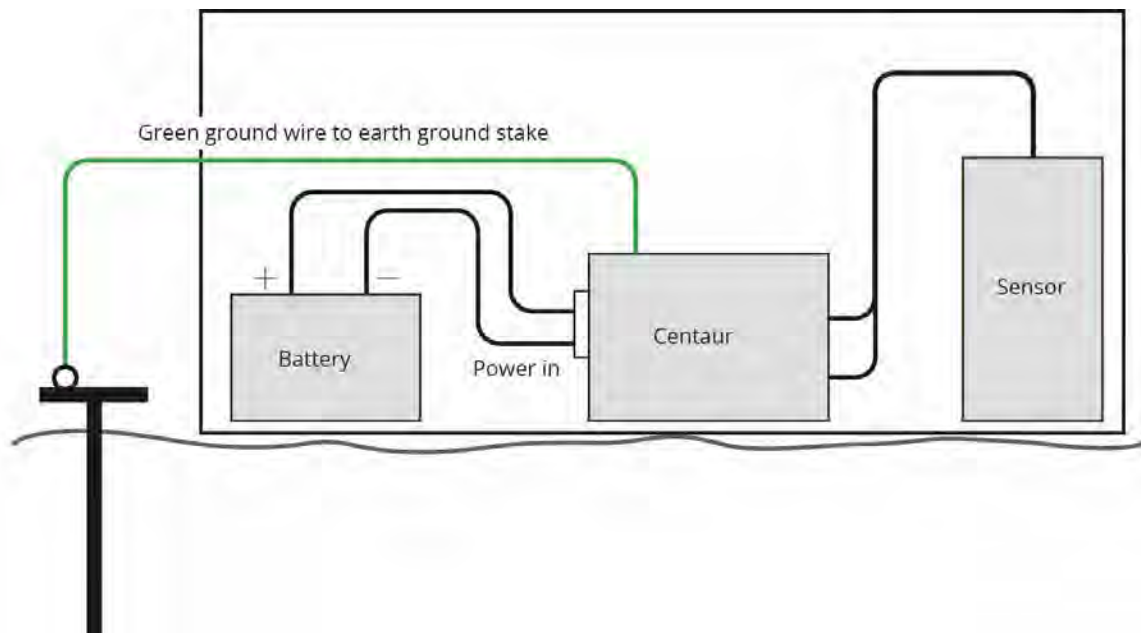 Green ground wire to earth ground stake
+ −
Battery
Power in
Centaur
Sensor